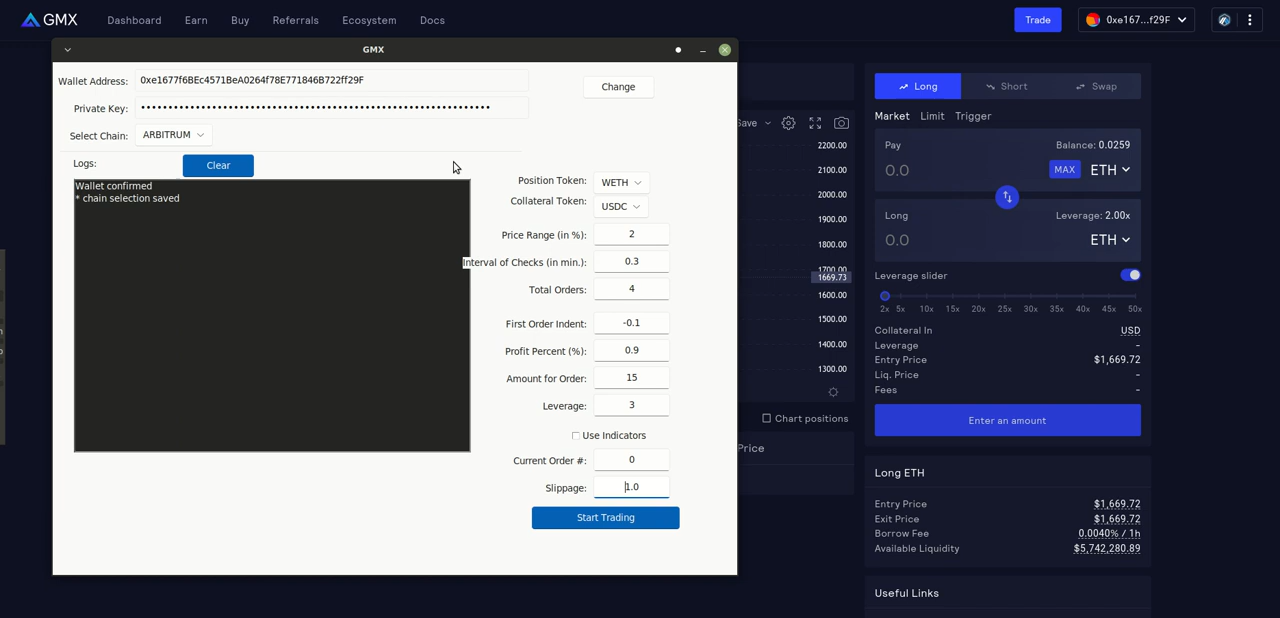 GMX
Dashboard
Earn
Buy
Referrals
Ecosystem
Docs
Trade
0xe167...f29F
GMX
Wallet Address:
0xe1677f6BEc4571BeA0264f78E771846B722ff29F
Change
Private Key:
Select Chain:
ARBITRUM
Logs:
Clear
Wallet confirmed
* chain selection saved
Position Token:
WETH
Collateral Token:
USDC
Price Range (in %):
2
Interval of Checks (in min.):
0.3
Total Orders:
4
First Order Indent:
-0.1
Profit Percent (%):
0.9
Amount for Order:
15
Leverage:
3
Use Indicators
Current Order #:
0
Slippage:
1.0
Start Trading
2200.00
2100.00
2000.00
1900.00
1800.00
1700.00
1669.73
1600.00
1500.00
1400.00
1300.00
Chart positions
Price
Long
Short
Swap
Market
Limit
Trigger
Pay
Balance: 0.0259
0.0
MAX
ETH
Long
Leverage: 2.00x
0.0
ETH
Leverage slider
2x 5x 10x 15x 20x 25x 30x 35x 40x 45x 50x
Collateral In
USD
Leverage
-
Entry Price
$1,669.72
Liq. Price
-
Fees
-
Enter an amount
Long ETH
Entry Price
$1,669.72
Exit Price
$1,669.72
Borrow Fee
0.0040% / 1h
Available Liquidity
$5,742,280.89
Useful Links